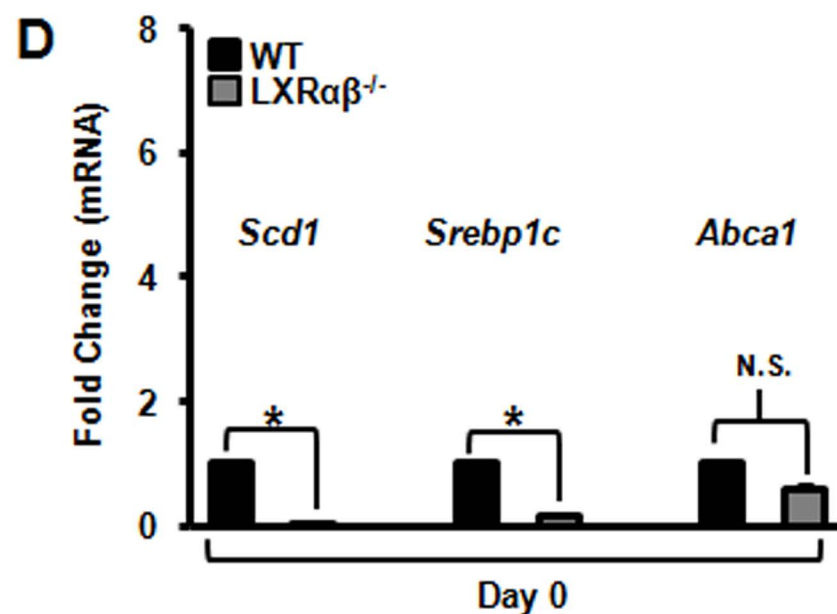 D
WT
LXRαβ-/-
Fold Change (mRNA)
8
6
4
2
0
Scd1 Srebp1c Abca1
* * N.S.
Day 0